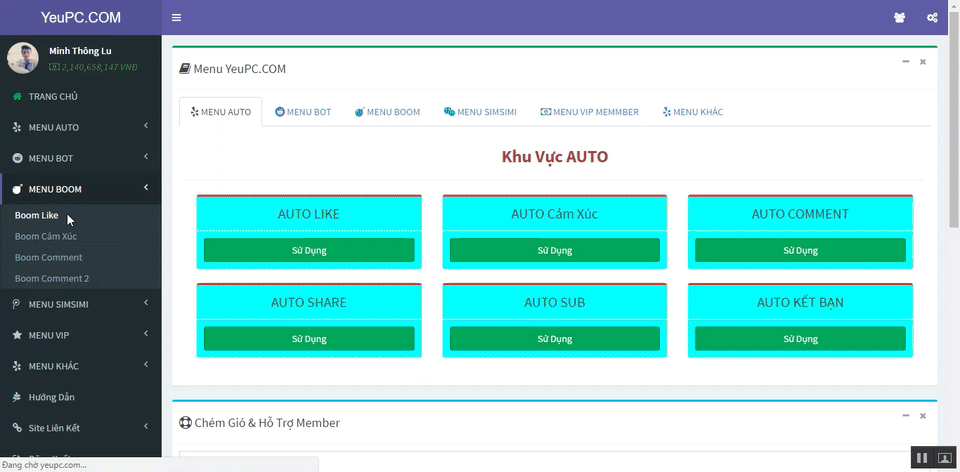 YeuPC.COM
Minh Thông Lu
2,140,658,147 VNĐ
TRANG CHỦ
MENU AUTO
MENU BOT
MENU BOOM
Boom Like
Boom Cảm Xúc
Boom Comment
Boom Comment 2
MENU SIMSIMI
MENU VIP
MENU KHÁC
Hướng Dẫn
Site Liên Kết
Đang chờ yeupc.com...
Menu YeuPC.COM
MENU AUTO MENU BOT MENU BOOM MENU SIMSIMI MENU VIP MEMMBER MENU KHÁC
Khu Vực AUTO
AUTO LIKE AUTO Cảm Xúc AUTO COMMENT
Sử Dụng Sử Dụng Sử Dụng
AUTO SHARE AUTO SUB AUTO KẾT BẠN
Sử Dụng Sử Dụng Sử Dụng
Chém Gió & Hỗ Trợ Member